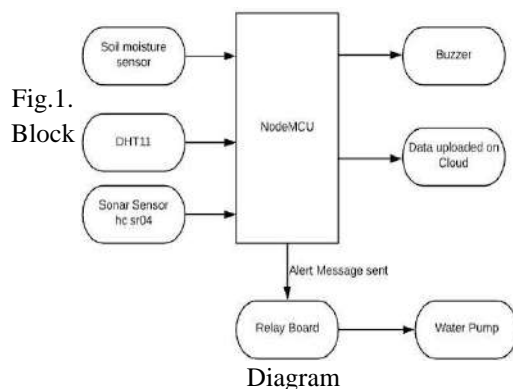 Soil moisture
sensor
Buzzer
Fig.1.
Block
NodeMCU
DHT11
Data uploaded on
Cloud
Sonar Sensor
hc sr04
Alert Message sent
Relay Board
Water Pump
Diagram